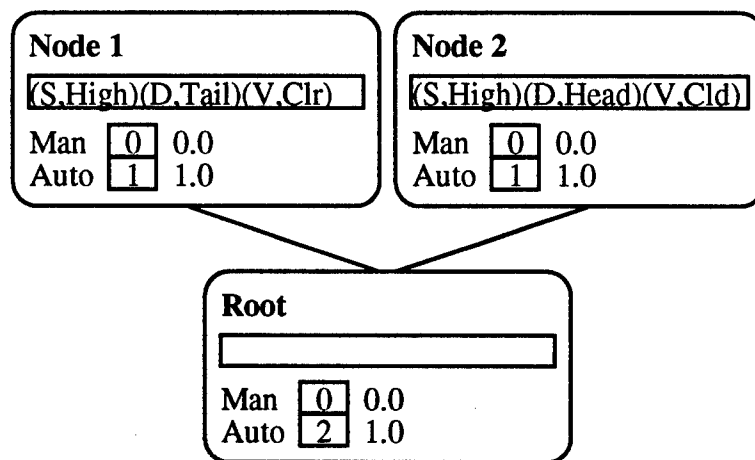 Node 1
(S,High)(D,Tail)(V,Clr)
Man 0 0.0
Auto 1 1.0
Node 2
(S,High)(D,Head)(V,Cld)
Man 0 0.0
Auto 1 1.0
Root
Man 0 0.0
Auto 2 1.0